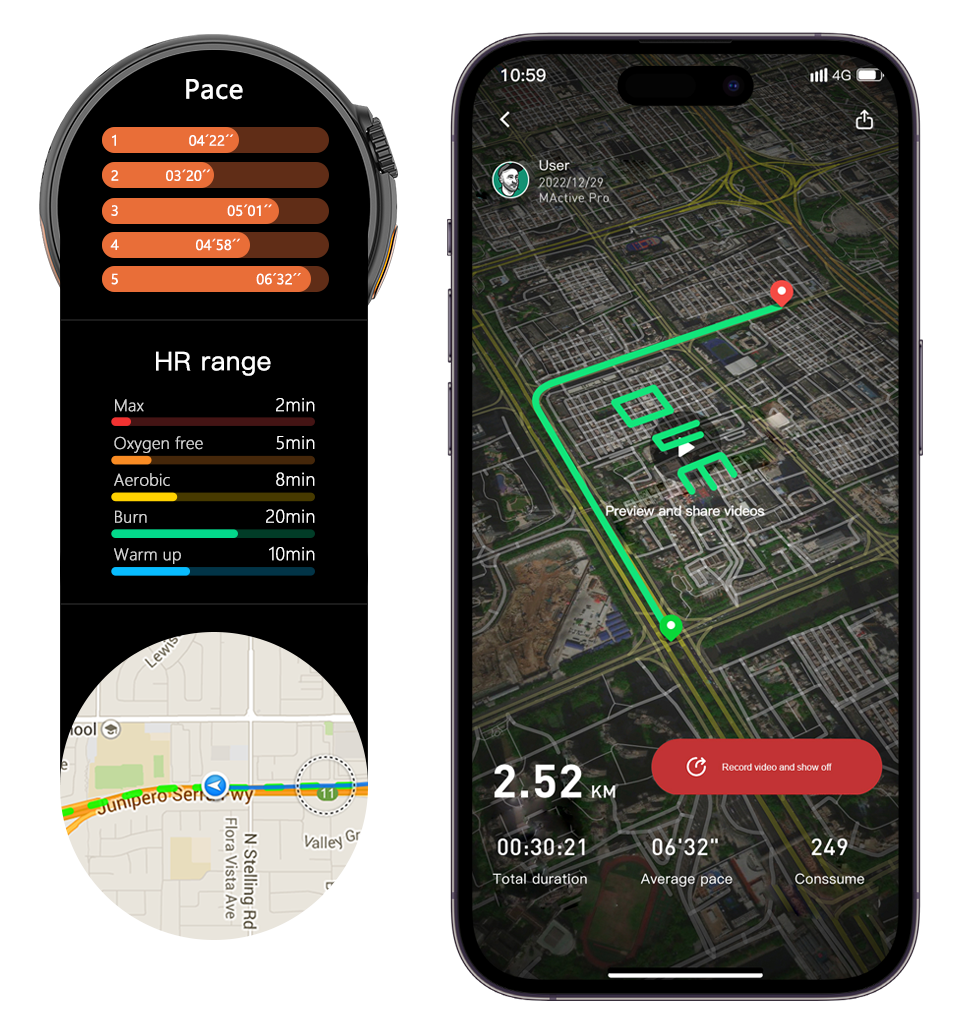 Pace
1 04´22´´
2 03´20´´
3 05´01´´
4 04´58´´
5 06´32´´
HR range
Max 2min
Oxygen free 5min
Aerobic 8min
Burn 20min
Warm up 10min
Lewis
ool
e
11
Junipero Serra Pwy
Valley Gr
N Stelling Rd
Flora Vista Ave
10:59
4G
User
2022/12/29
MActive Pro
Preview and share videos
2.52 KM
Record video and show off
00:30:21
Total duration
06'32"
Average pace
249
Conssume